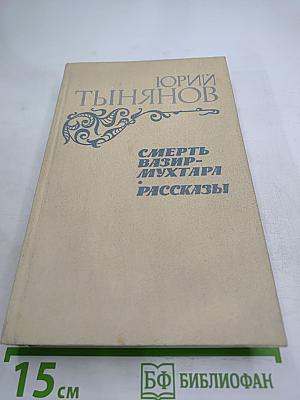 ЮРИЙ
ТЫНЯНОВ
СМЕРТЬ
ВАЗИР-
МУХТАРА
•
РАССКАЗЫ
15 см
БФ БИБЛИОФАН